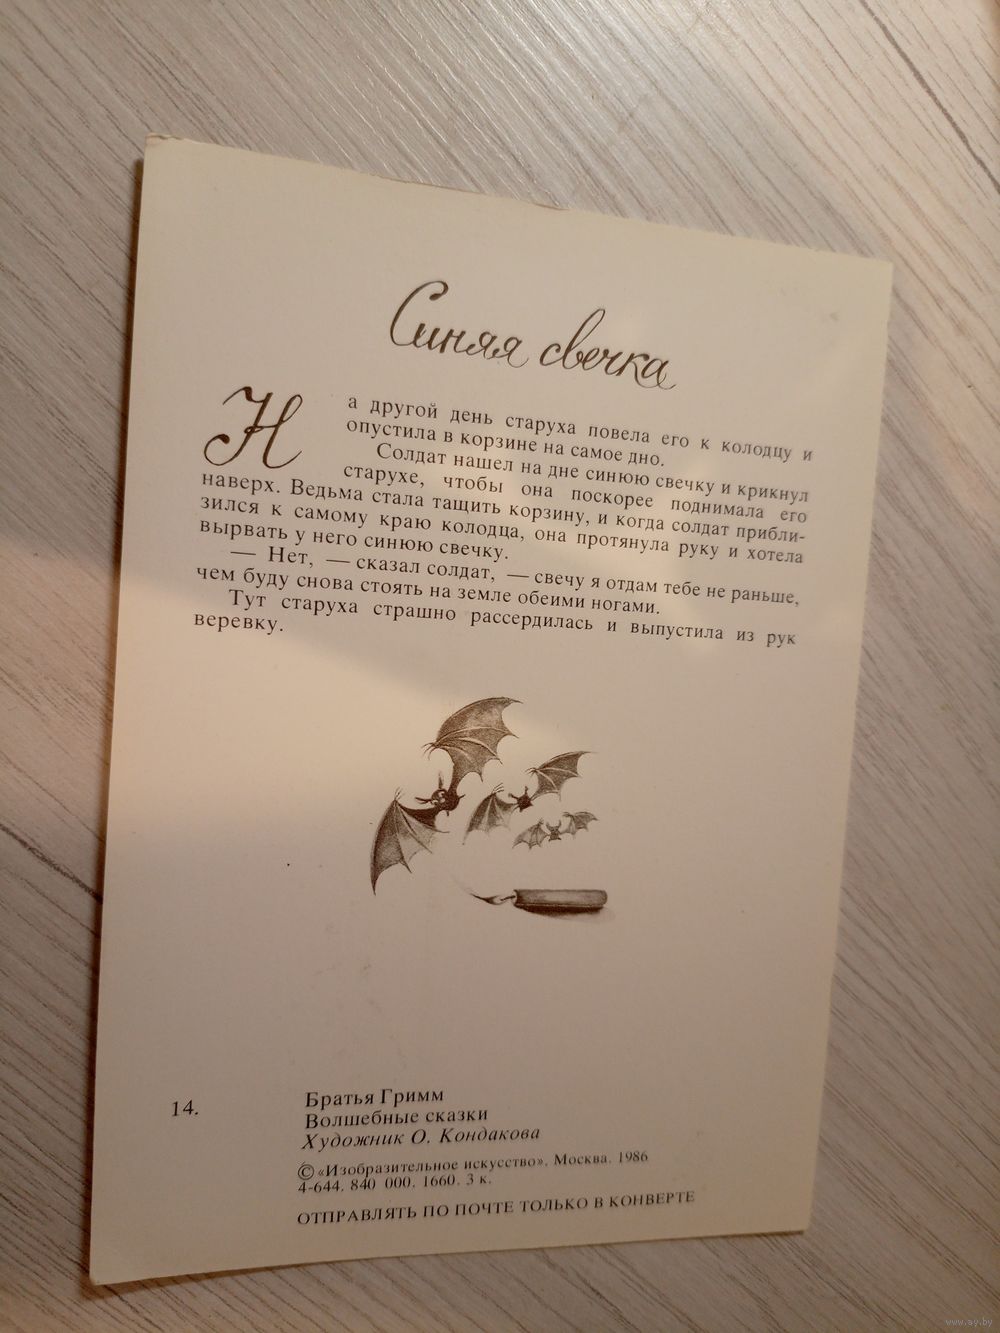 Синяя свечка
На другой день старуха повела его к колодцу и
опустила в корзине на самое дно.
Солдат нашел на дне синюю свечку и крикнул
старухе, чтобы она поскорее поднимала его
наверх. Ведьма стала тащить корзину, и когда солдат прибли-
зился к самому краю колодца, она протянула руку и хотела
вырвать у него синюю свечку.
— Нет, — сказал солдат, — свечу я отдам тебе не раньше,
чем буду снова стоять на земле обеими ногами.
Тут старуха страшно рассердилась и выпустила из рук
веревку.
14.
Братья Гримм
Волшебные сказки
Художник О. Кондакова
© «Изобразительное искусство». Москва. 1986
4-644. 840 000. 1660. 3 к.
ОТПРАВЛЯТЬ ПО ПОЧТЕ ТОЛЬКО В КОНВЕРТЕ
www.ay.by